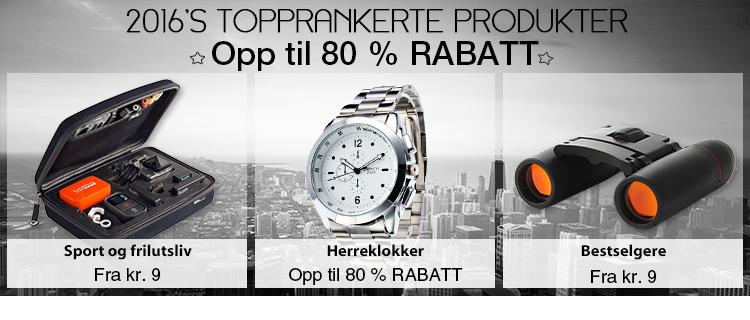 2016'S TOPPRANKERTE PRODUKTER
Opp til 80 % RABATT
Sport og frilutsliv
Fra kr. 9
Herreklokker
Opp til 80 % RABATT
Bestselgere
Fra kr. 9